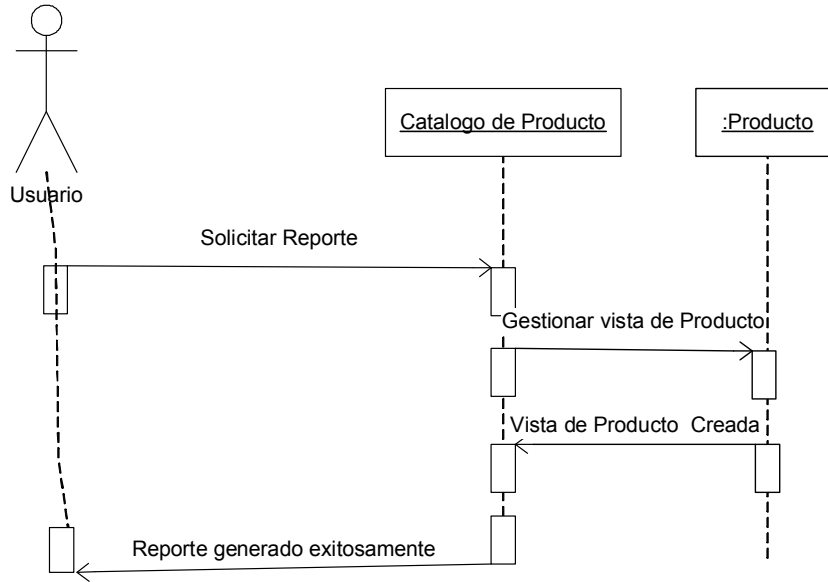 Catalogo de Producto
:Producto
Usuario
Solicitar Reporte
Gestionar vista de Producto
Vista de Producto Creada
Reporte generado exitosamente